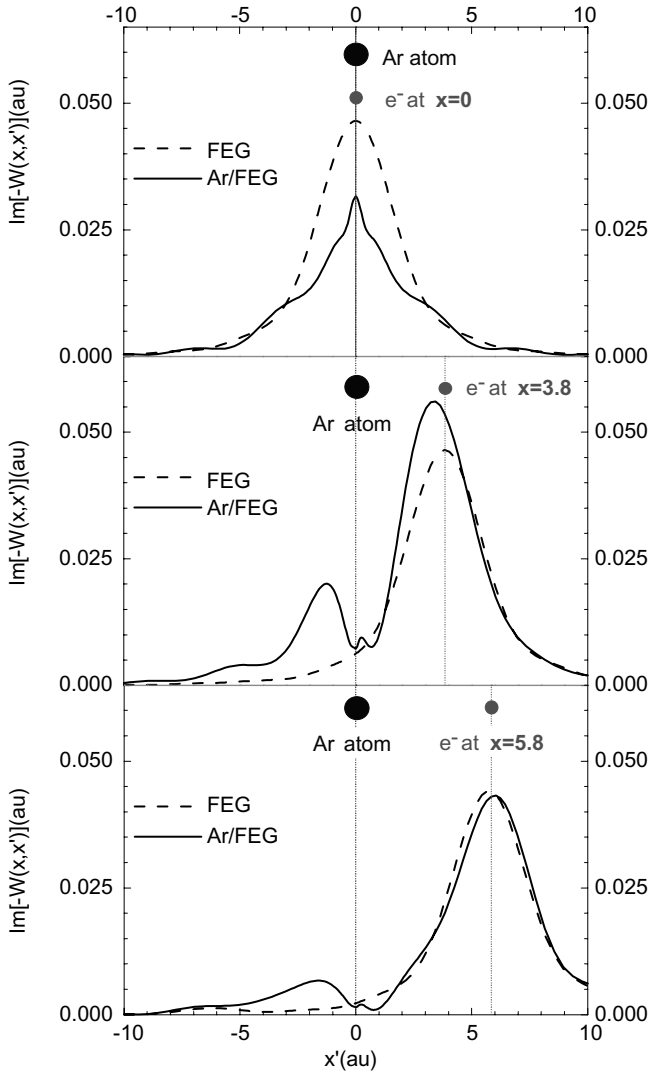 -10 -5 0 5 10
Ar atom
0.050 e⁻ at x=0 0.050
FEG
Ar/FEG
Im[-W(x,x')](au)
0.025 0.025
0.000 0.000
Ar atom e⁻ at x=3.8
0.050 0.050
FEG
Ar/FEG
Im[-W(x,x')](au)
0.025 0.025
0.000 0.000
Ar atom e⁻ at x=5.8
0.050 0.050
FEG
Ar/FEG
Im[-W(x,x')](au)
0.025 0.025
0.000 0.000
-10 -5 0 5 10
x'(au)